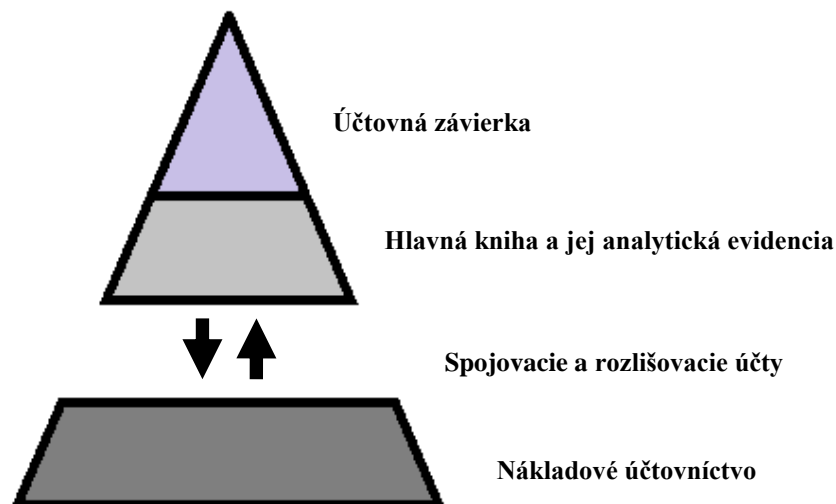 Účtovná závierka
Hlavná kniha a jej analytická evidencia
Spojovacie a rozlišovacie účty
Nákladové účtovníctvo